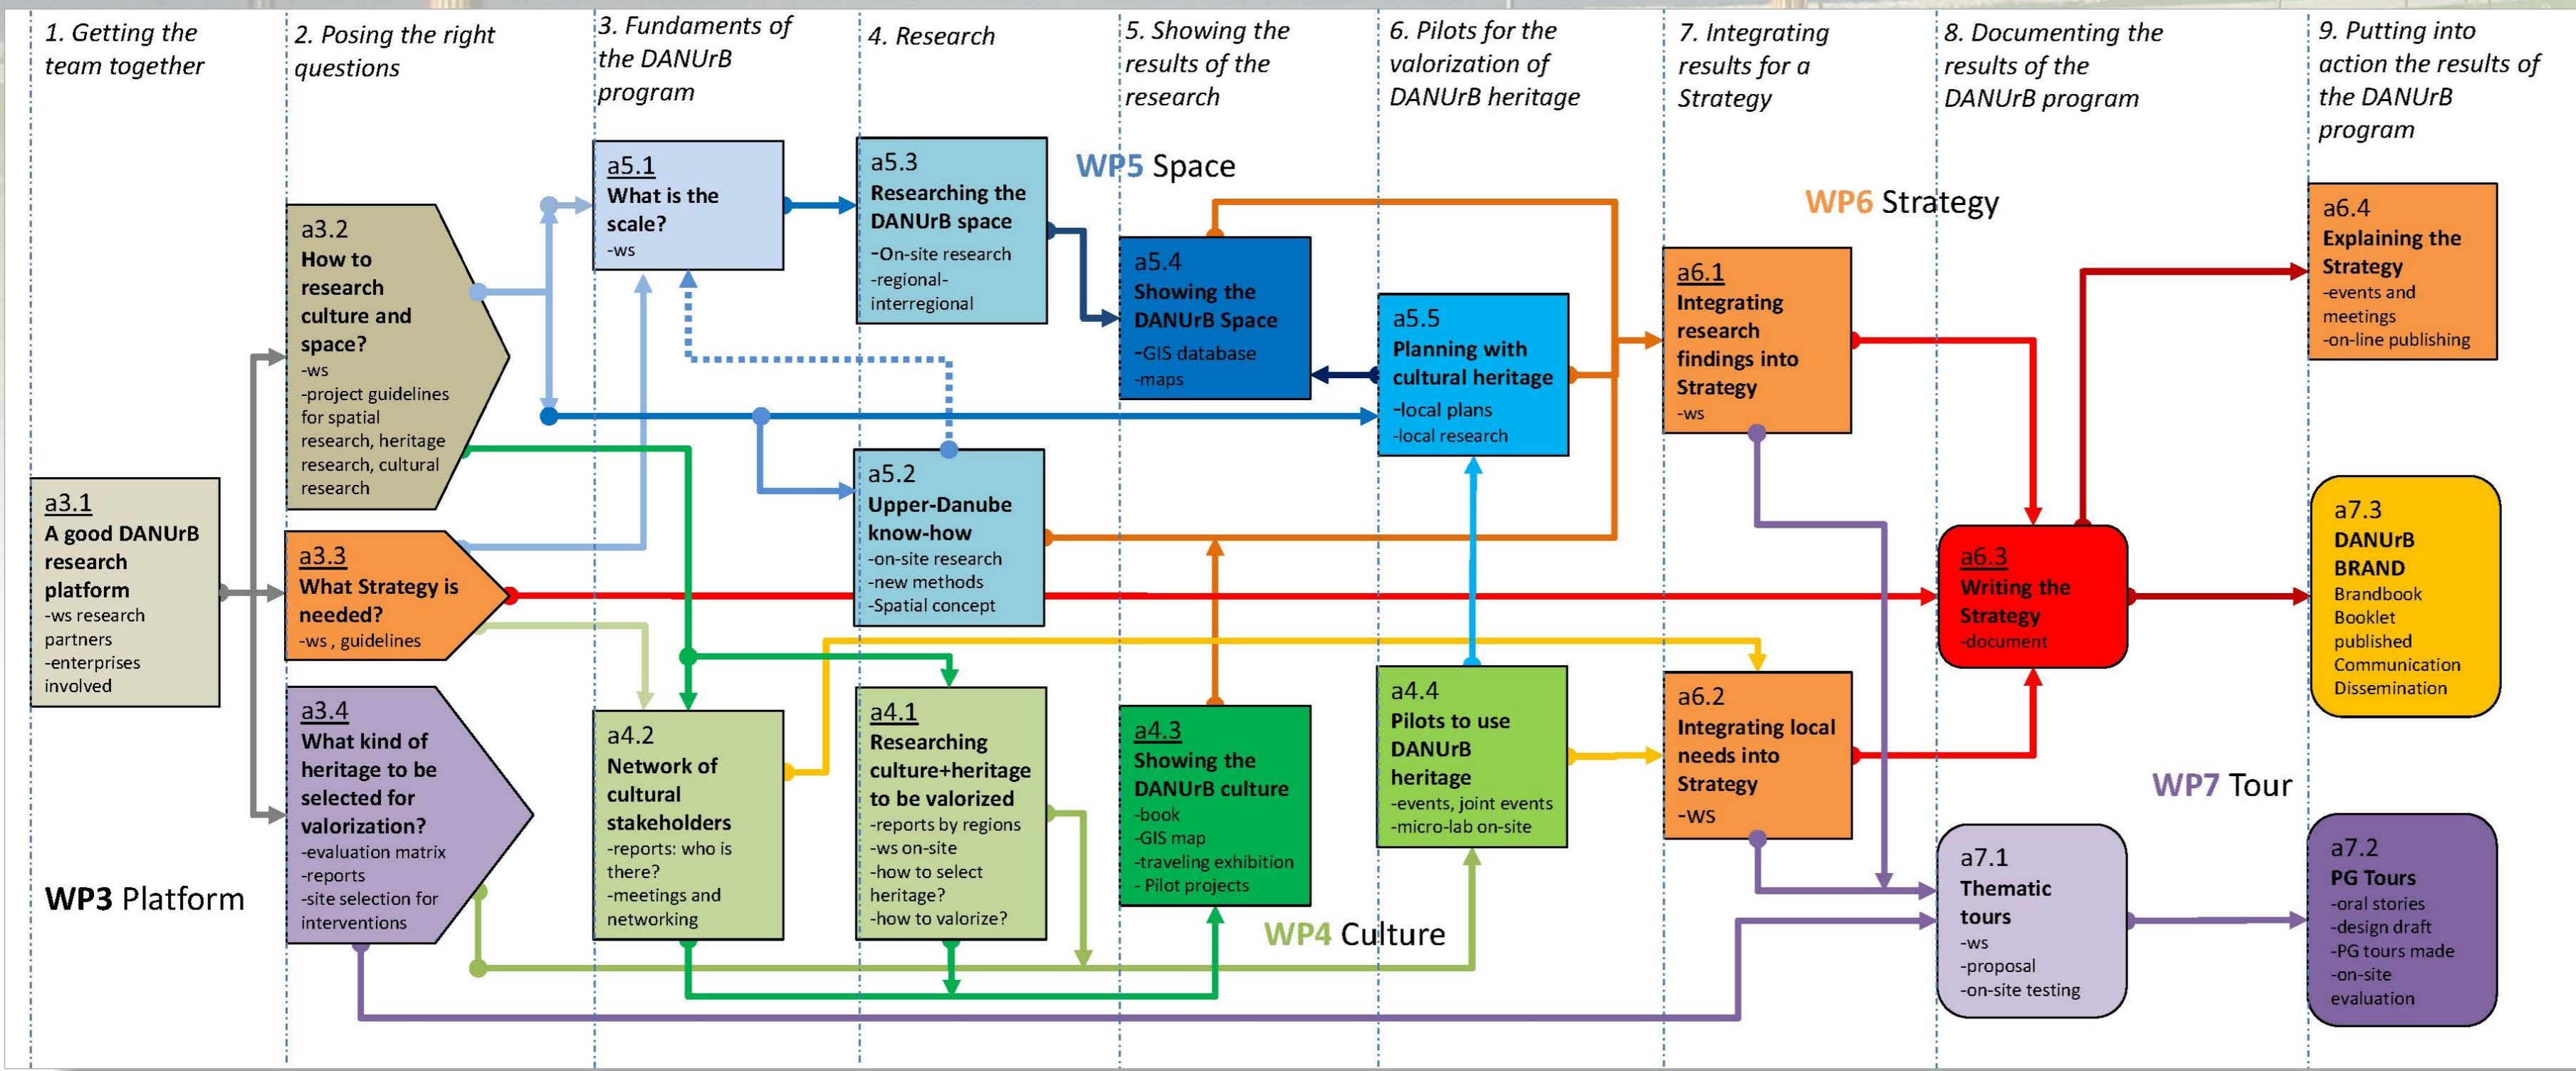 1. Getting the
team together
2. Posing the right
questions
3. Fundaments of
the DANUrB
program
4. Research
5. Showing the
results of the
research
6. Pilots for the
valorization of
DANUrB heritage
7. Integrating
results for a
Strategy
8. Documenting the
results of the
DANUrB program
9. Putting into
action the results of
the DANUrB
program
a3.1
A good DANUrB
research
platform
-ws research
partners
-enterprises
involved
WP3 Platform
a3.2
How to
research
culture and
space?
-ws
-project guidelines
for spatial
research, heritage
research, cultural
research
a3.3
What Strategy is
needed?
-ws , guidelines
a3.4
What kind of
heritage to be
selected for
valorization?
-evaluation matrix
-reports
-site selection for
interventions
a5.1
What is the
scale?
-ws
a4.2
Network of
cultural
stakeholders
-reports: who is
there?
-meetings and
networking
a5.3
Researching the
DANUrB space
-On-site research
-regional-
interregional
a5.2
Upper-Danube
know-how
-on-site research
-new methods
-Spatial concept
a4.1
Researching
culture+heritage
to be valorized
-reports by regions
-ws on-site
-how to select
heritage?
-how to valorize?
WP5 Space
a5.4
Showing the
DANUrB Space
-GIS database
-maps
a4.3
Showing the
DANUrB culture
-book
-GIS map
-traveling exhibition
- Pilot projects
WP4 Culture
a5.5
Planning with
cultural heritage
-local plans
-local research
a4.4
Pilots to use
DANUrB
heritage
-events, joint events
-micro-lab on-site
WP6 Strategy
a6.1
Integrating
research
findings into
Strategy
-ws
a6.2
Integrating local
needs into
Strategy
-ws
a6.3
Writing the
Strategy
-document
WP7 Tour
a7.1
Thematic
tours
-ws
-proposal
-on-site testing
a6.4
Explaining the
Strategy
-events and
meetings
-on-line publishing
a7.3
DANUrB
BRAND
Brandbook
Booklet
published
Communication
Dissemination
a7.2
PG Tours
-oral stories
-design draft
-PG tours made
-on-site
evaluation